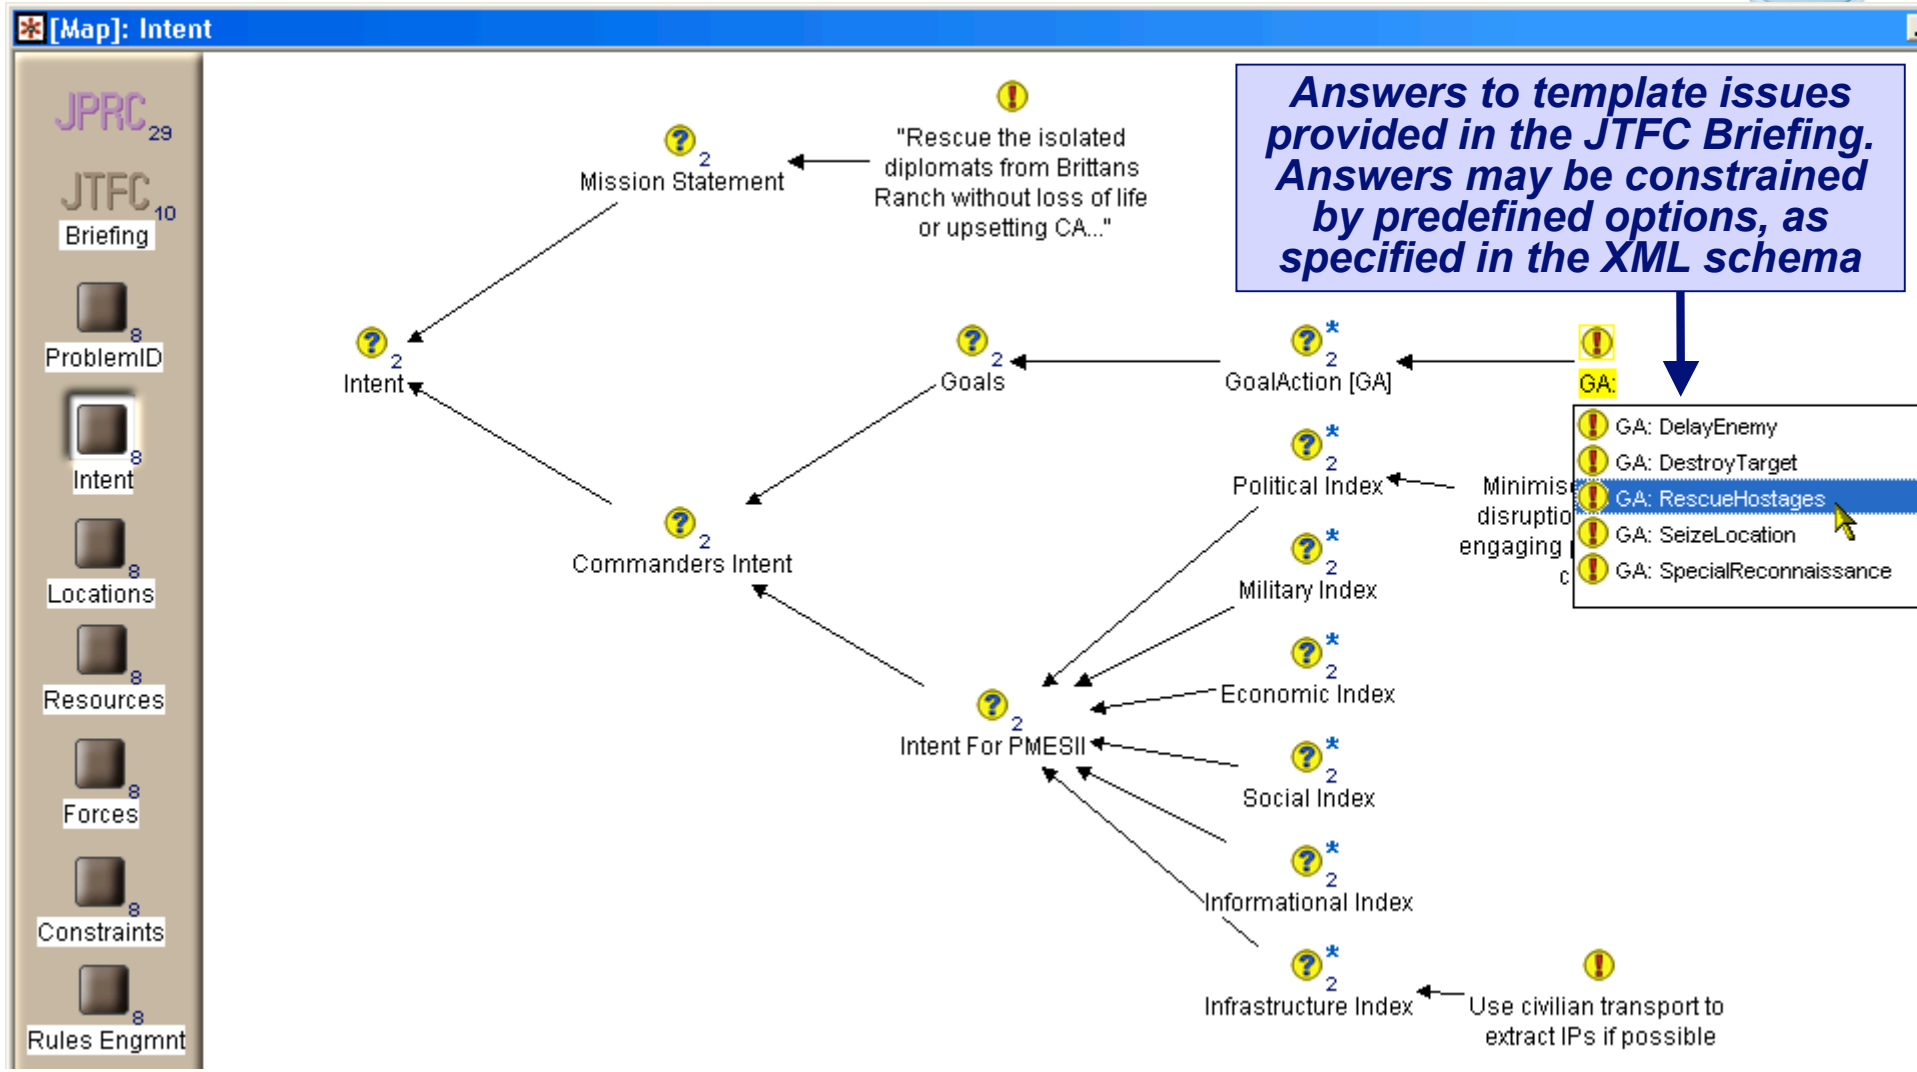 [Map]: Intent
JPRC 29
JTFC 10
Briefing
8
ProblemID
8
Intent
8
Locations
8
Resources
8
Forces
8
Constraints
8
Rules Engmnt
2
Mission Statement
"Rescue the isolated
diplomats from Brittans
Ranch without loss of life
or upsetting CA..."
Answers to template issues
provided in the JTFC Briefing.
Answers may be constrained
by predefined options, as
specified in the XML schema
? 2
Intent
? 2
Goals
? * 2
GoalAction [GA]
GA:
GA: DelayEnemy
GA: DestroyTarget
GA: RescueHostages
GA: SeizeLocation
GA: SpecialReconnaissance
? * 2
Political Index
engaging
? 2
Commanders Intent
? * 2
Military Index
? * 2
Economic Index
? 2
Intent For PMESII
? * 2
Social Index
? * 2
Informational Index
? * 2
Infrastructure Index
Use civilian transport to
extract IPs if possible